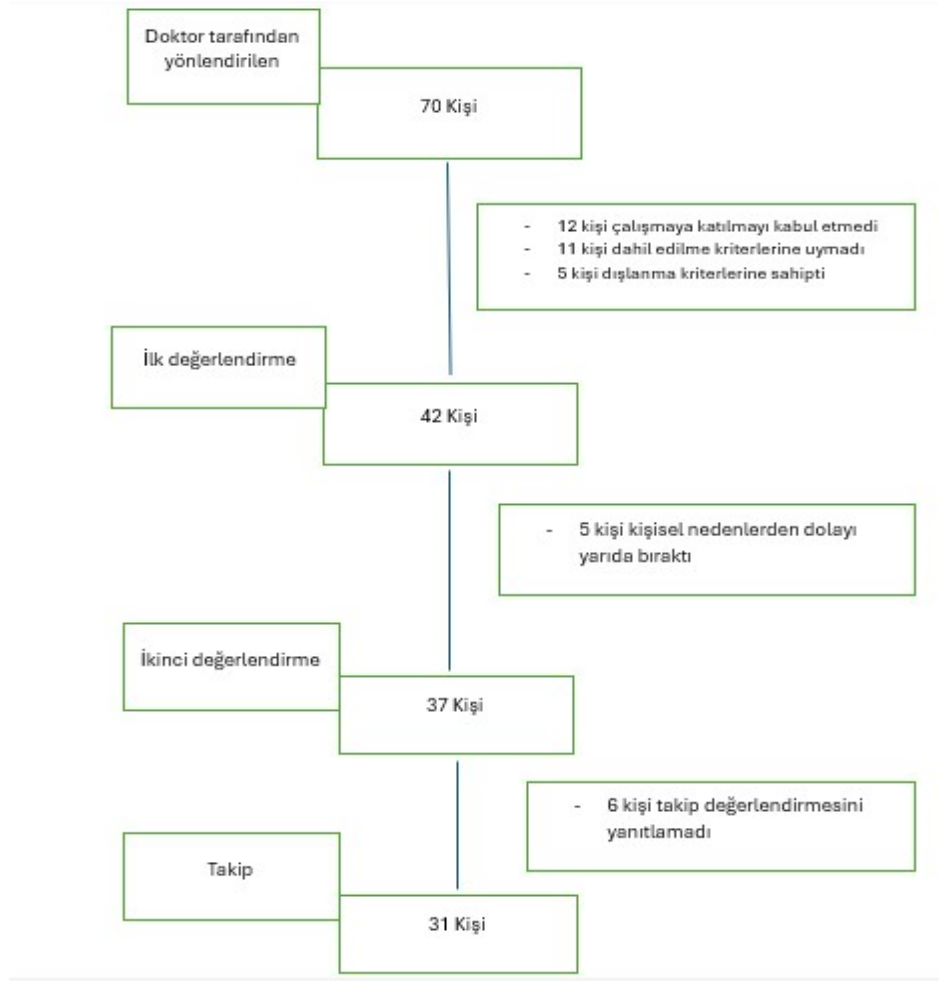 Doktor tarafından
yönlendirilen
70 Kişi
- 12 kişi çalışmaya katılmayı kabul etmedi
- 11 kişi dahil edilme kriterlerine uymadı
- 5 kişi dışlanma kriterlerine sahipti
İlk değerlendirme
42 Kişi
- 5 kişi kişisel nedenlerden dolayı
yarıda bıraktı
İkinci değerlendirme
37 Kişi
- 6 kişi takip değerlendirmesini
yanıtlamadı
Takip
31 Kişi